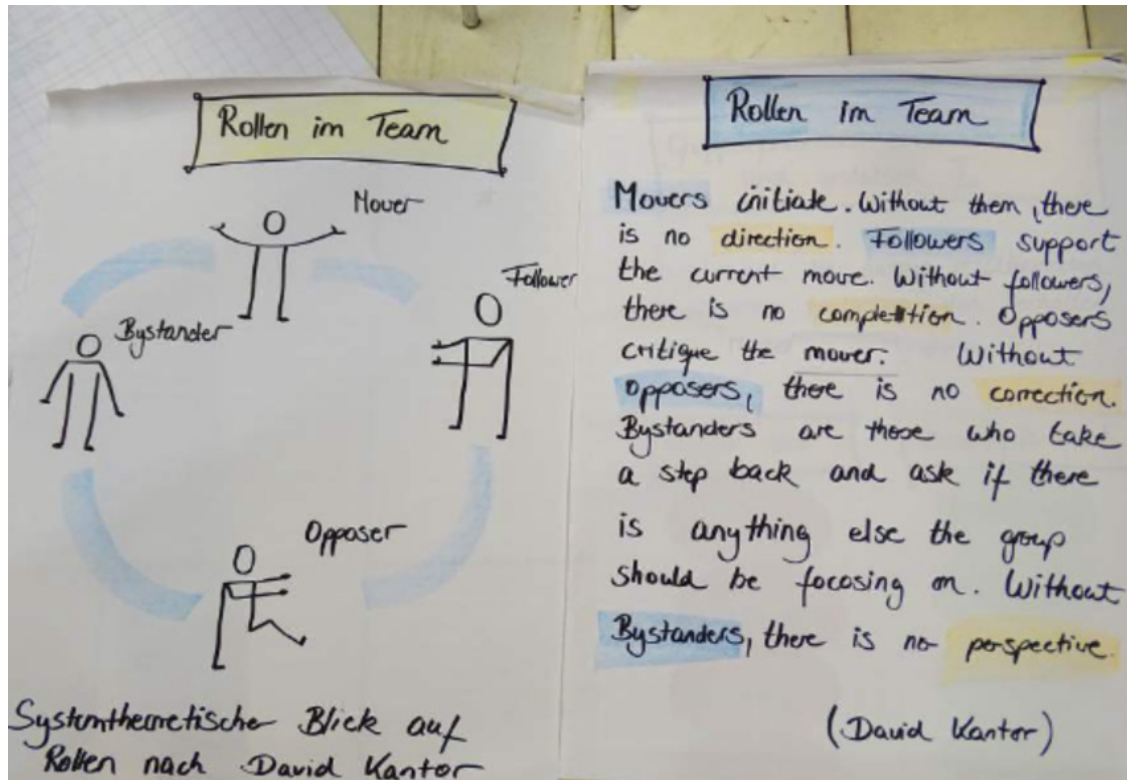 Rollen im Team
Mover
Follower
Bystander
Opposer
Systemtheoretischer Blick auf
Rollen nach David Kantor
Rollen im Team
Movers initiate. Without them, there
is no direction. Followers support
the current move. Without followers,
there is no completion. Opposers
critique the mover. Without
Opposers, there is no correction.
Bystanders are those who take
a step back and ask if there
is anything else the group
should be focosing on. Without
Bystanders, there is no perspective.
(David Kantor)